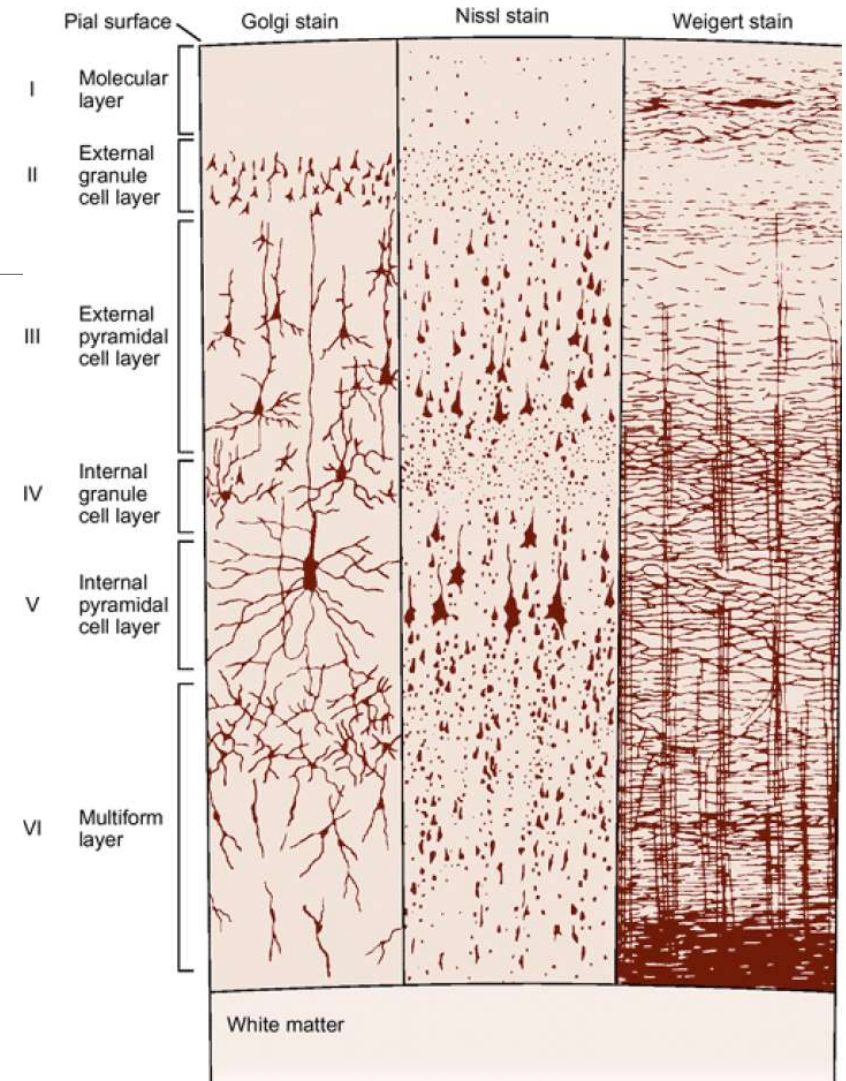 Pial surface
Golgi stain
Nissl stain
Weigert stain
I
Molecular
layer
II
External
granule
cell layer
III
External
pyramidal
cell layer
IV
Internal
granule
cell layer
V
Internal
pyramidal
cell layer
VI
Multiform
layer
White matter